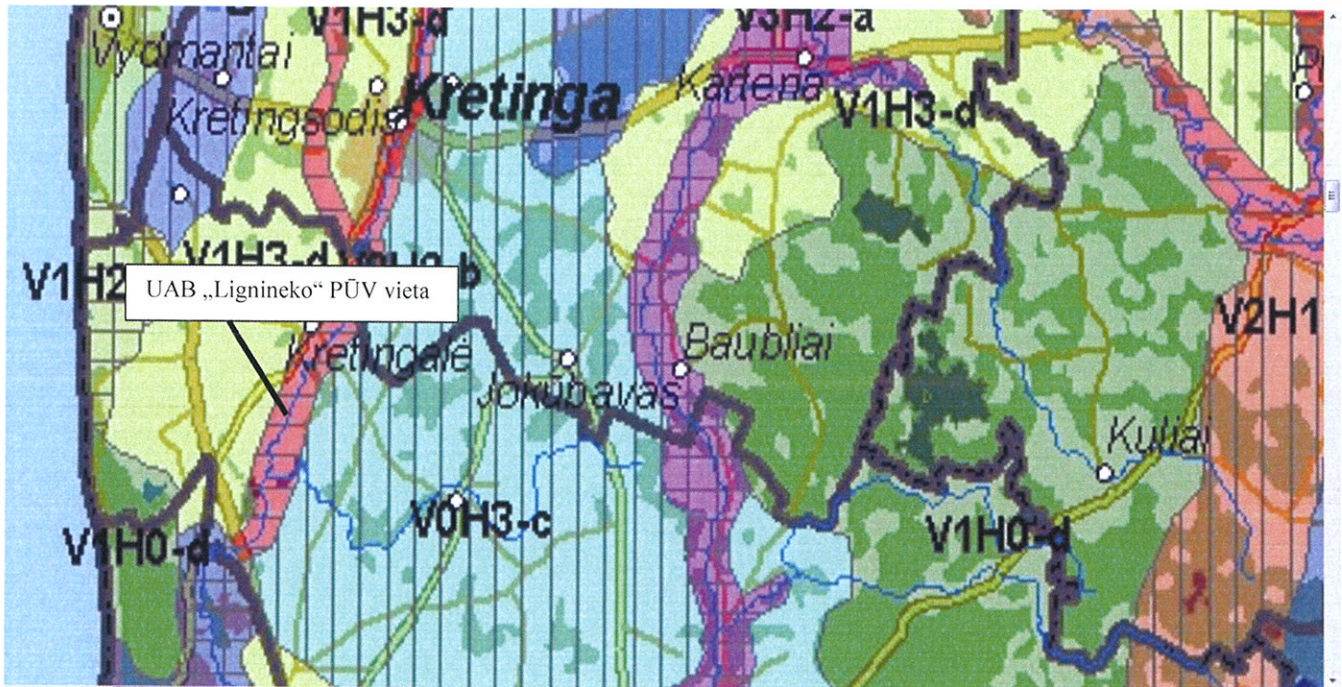 V1H3-d
V3H2-a
Vydmantai
Kretinga
Kartena
Kretingsodis
V1H3-d
V1H3-d
V1H2
UAB „Lignineko“ PŪV vieta
V2H1
Kretingalė
Baubliai
Jokūbavas
Kuliai
V0H3-c
V1H0-d
V1H0-d